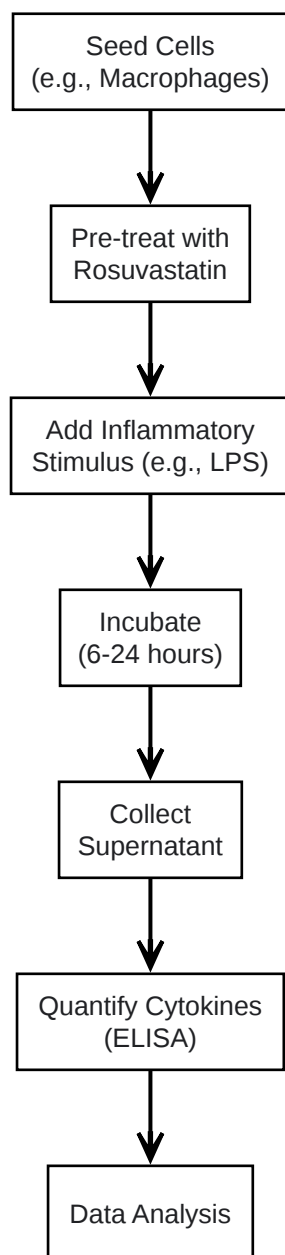 Seed Cells
(e.g., Macrophages)
Pre-treat with
Rosuvastatin
Add Inflammatory
Stimulus (e.g., LPS)
Incubate
(6-24 hours)
Collect
Supernatant
Quantify Cytokines
(ELISA)
Data Analysis